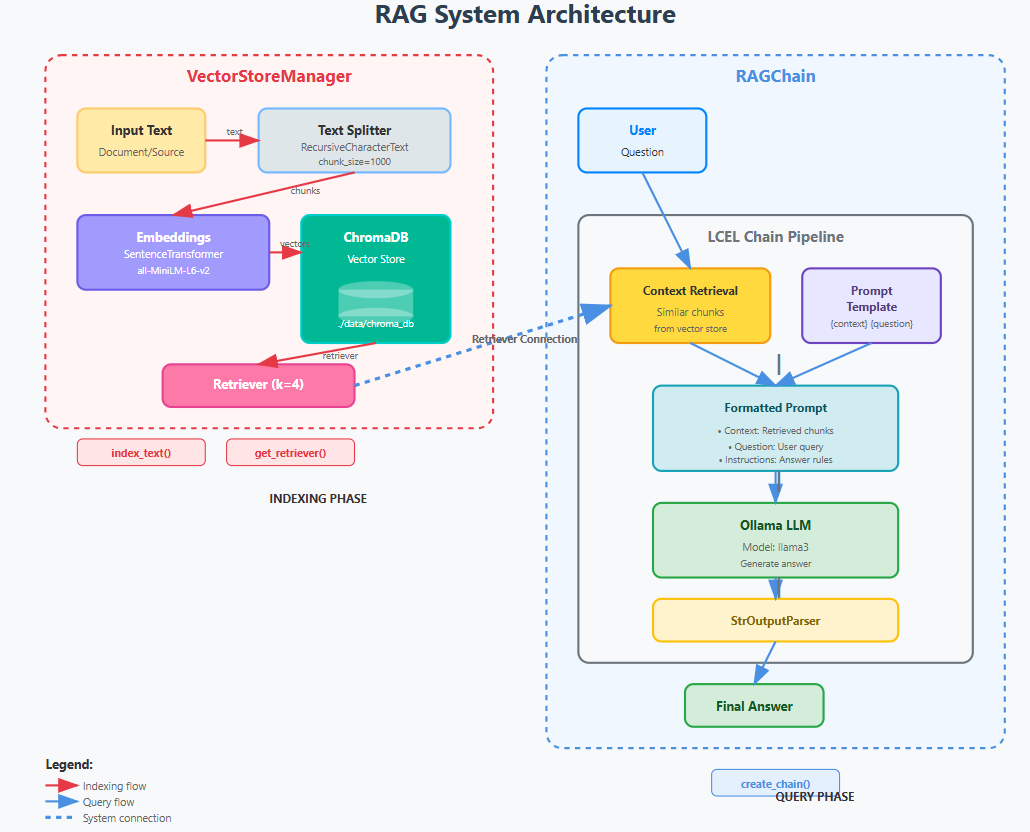 RAG System Architecture
VectorStoreManager
Input Text
Document/Source
text
Text Splitter
RecursiveCharacterText
chunk_size=1000
chunks
Embeddings
SentenceTransformer
all-MiniLM-L6-v2
vectors
ChromaDB
Vector Store
./data/chroma_db
retriever
Retriever (k=4)
index_text()
get_retriever()
INDEXING PHASE
Retriever Connection
RAGChain
User
Question
LCEL Chain Pipeline
Context Retrieval
Similar chunks
from vector store
Prompt
Template
{context} {question}
|
Formatted Prompt
• Context: Retrieved chunks
• Question: User query
• Instructions: Answer rules
|
Ollama LLM
Model: llama3
Generate answer
|
StrOutputParser
Final Answer
create_chain()
QUERY PHASE
Legend:
Indexing flow
Query flow
System connection